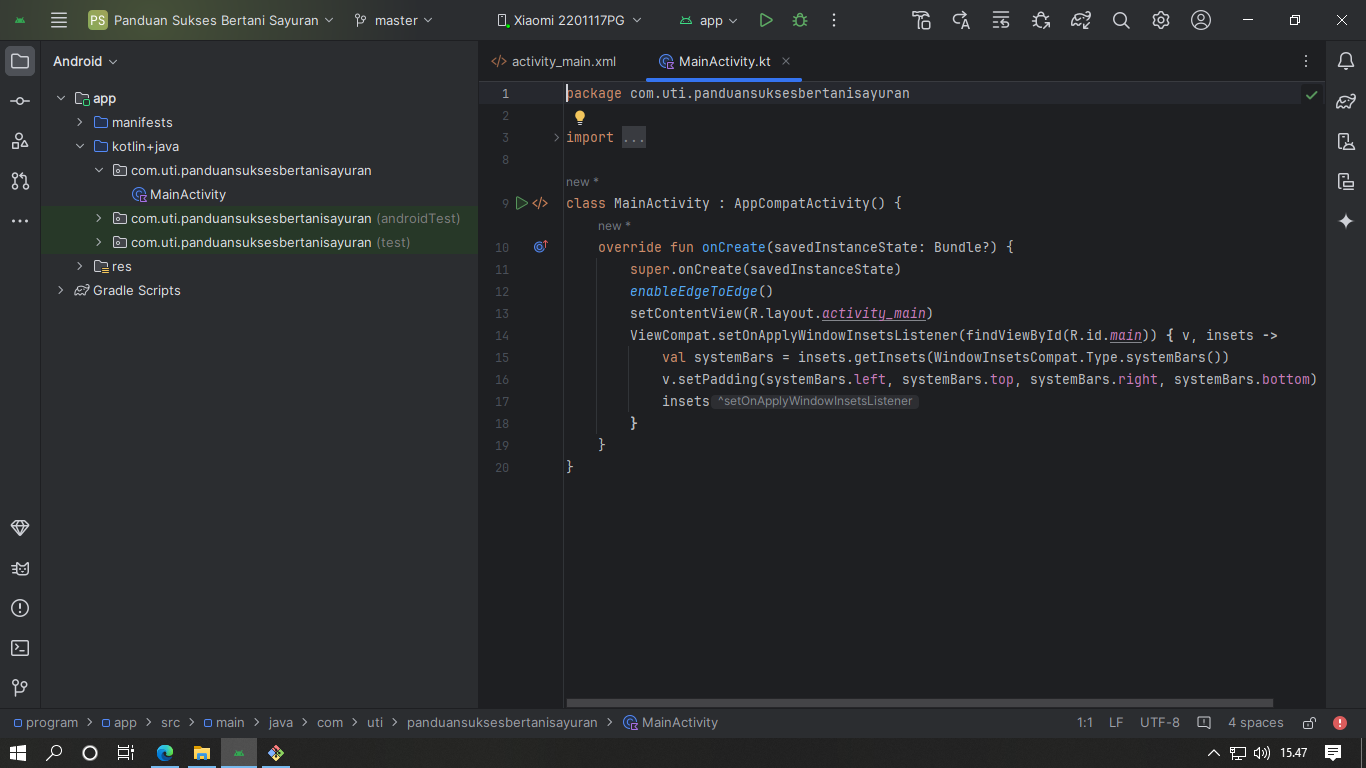 PS Panduan Sukses Bertani Sayuran master Xiaomi 2201117PG app
Android
activity_main.xml MainActivity.kt
app
manifests
kotlin+java
com.uti.panduansuksesbertanisayuran
MainActivity
com.uti.panduansuksesbertanisayuran (androidTest)
com.uti.panduansuksesbertanisayuran (test)
res
Gradle Scripts
1 package com.uti.panduansuksesbertanisayuran
2
3 import ...
8
new *
9 class MainActivity : AppCompatActivity() {
new *
10 override fun onCreate(savedInstanceState: Bundle?) {
11 super.onCreate(savedInstanceState)
12 enableEdgeToEdge()
13 setContentView(R.layout.activity_main)
14 ViewCompat.setOnApplyWindowInsetsListener(findViewById(R.id.main)) { v, insets ->
15 val systemBars = insets.getInsets(WindowInsetsCompat.Type.systemBars())
16 v.setPadding(systemBars.left, systemBars.top, systemBars.right, systemBars.bottom)
17 insets ^setOnApplyWindowInsetsListener
18 }
19 }
20 }
program > app > src > main > java > com > uti > panduansuksesbertanisayuran > MainActivity 1:1 LF UTF-8 4 spaces
15.47